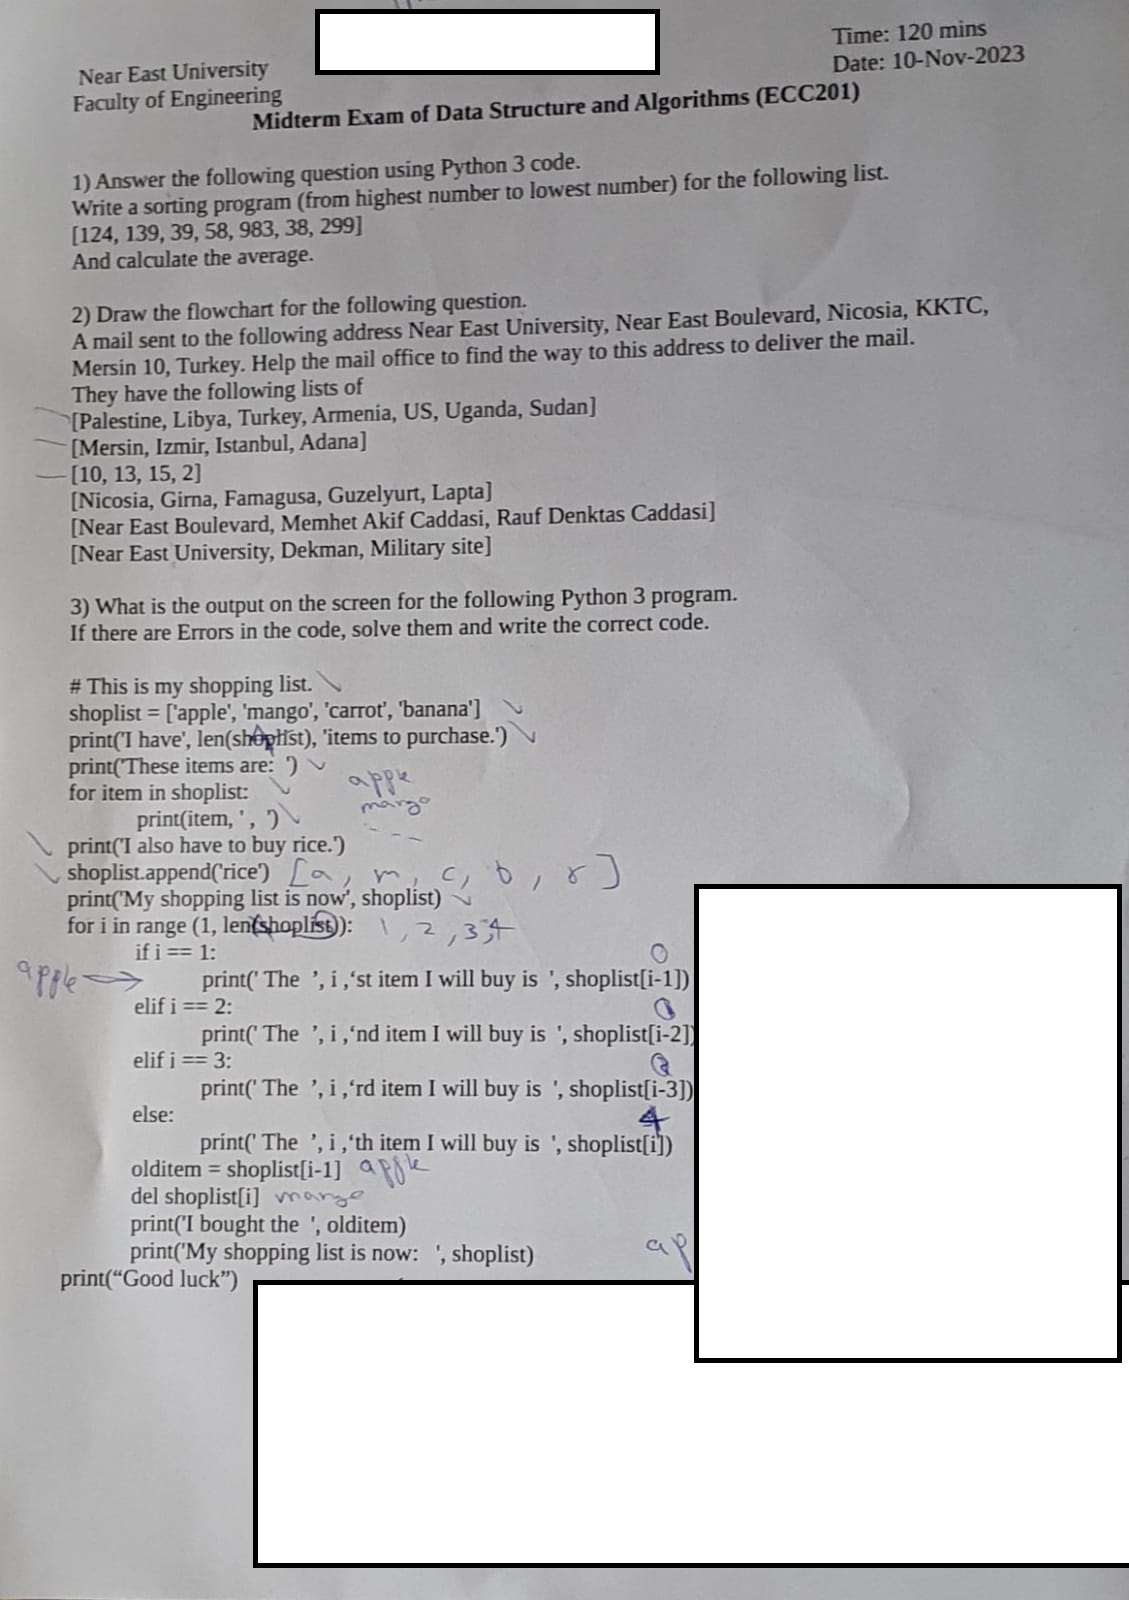 Time: 120 mins
Date: 10-Nov-2023
Near East University
Faculty of Engineering
Midterm Exam of Data Structure and Algorithms (ECC201)
1) Answer the following question using Python 3 code.
Write a sorting program (from highest number to lowest number) for the following list.
[124, 139, 39, 58, 983, 38, 299]
And calculate the average.
2) Draw the flowchart for the following question.
A mail sent to the following address Near East University, Near East Boulevard, Nicosia, KKTC,
Mersin 10, Turkey. Help the mail office to find the way to this address to deliver the mail.
They have the following lists of
[Palestine, Libya, Turkey, Armenia, US, Uganda, Sudan]
[Mersin, Izmir, Istanbul, Adana]
[10, 13, 15, 2]
[Nicosia, Girna, Famagusa, Guzelyurt, Lapta]
[Near East Boulevard, Memhet Akif Caddasi, Rauf Denktas Caddasi]
[Near East University, Dekman, Military site]
3) What is the output on the screen for the following Python 3 program.
If there are Errors in the code, solve them and write the correct code.
# This is my shopping list.
shoplist = ['apple', 'mango', 'carrot', 'banana']
print('I have', len(shoplist), 'items to purchase.')
print('These items are:  ')
for item in shoplist:
apple
mango
print(item, ' ,  ')
print('I also have to buy rice.')
shoplist.append('rice') [a, m, c, b, r]
print('My shopping list is now', shoplist)
for i in range (1, len(shoplist)): 1, 2, 3, 4
if i == 1: 0
apple print(' The  ’, i ,‘st item I will buy is  ', shoplist[i-1])
elif i == 2:
print(' The  ’, i ,‘nd item I will buy is  ', shoplist[i-2])
elif i == 3:
print(' The  ’, i ,‘rd item I will buy is  ', shoplist[i-3])
else: 4
print(' The  ’, i ,‘th item I will buy is  ', shoplist[i])
olditem = shoplist[i-1] apple
del shoplist[i] mango
print('I bought the  ', olditem)
print('My shopping list is now:   ', shoplist) ap
print(“Good luck”)